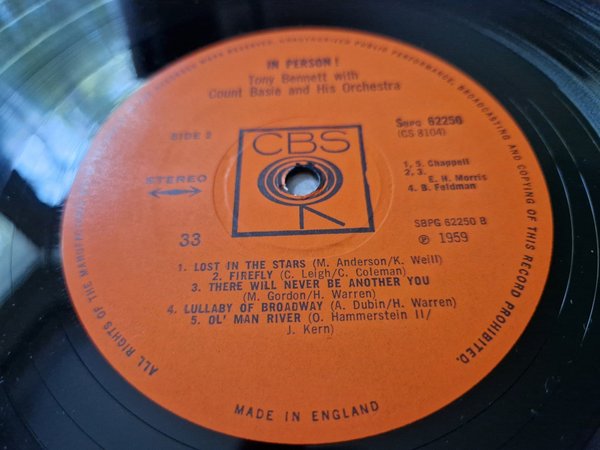 IN PERSON!
Tony Bennett with
Count Basie and His Orchestra
SIDE 2
STEREO
33
CBS
SBPG 62250
(CS 8104)
1, 5. Chappell
2, 3.
E. H. Morris
4. B. Feldman
SBPG 62250 B
℗ 1959
1. LOST IN THE STARS (M. Anderson/K. Weill)
2. FIREFLY (C. Leigh/C. Coleman)
3. THERE WILL NEVER BE ANOTHER YOU
(M. Gordon/H. Warren)
4. LULLABY OF BROADWAY (A. Dubin/H. Warren)
5. OL' MAN RIVER (O. Hammerstein II/
J. Kern)
ALL RIGHTS OF THE RESERVED. UNAUTHORIZED PUBLIC PERFORMANCE, BROADCASTING AND COPYING OF THIS RECORD PROHIBITED.
MADE IN ENGLAND